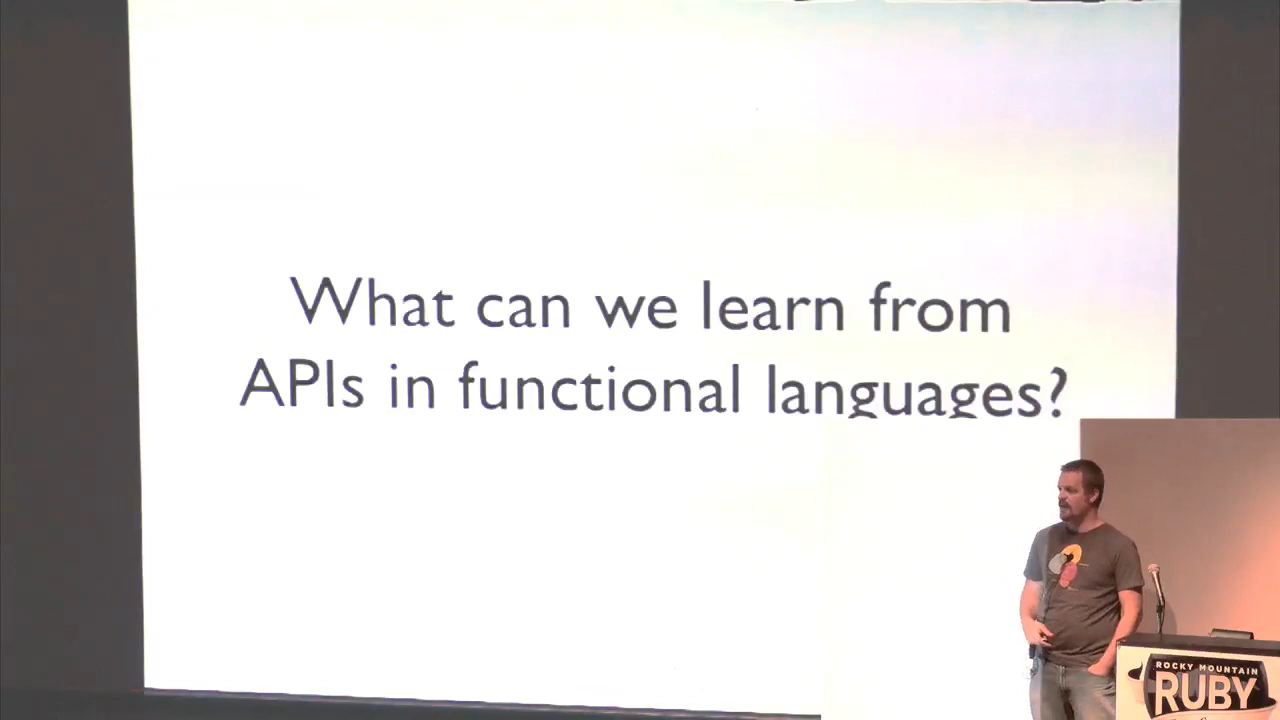 What can we learn from
APIs in functional languages?
ROCKY MOUNTAIN
RUBY